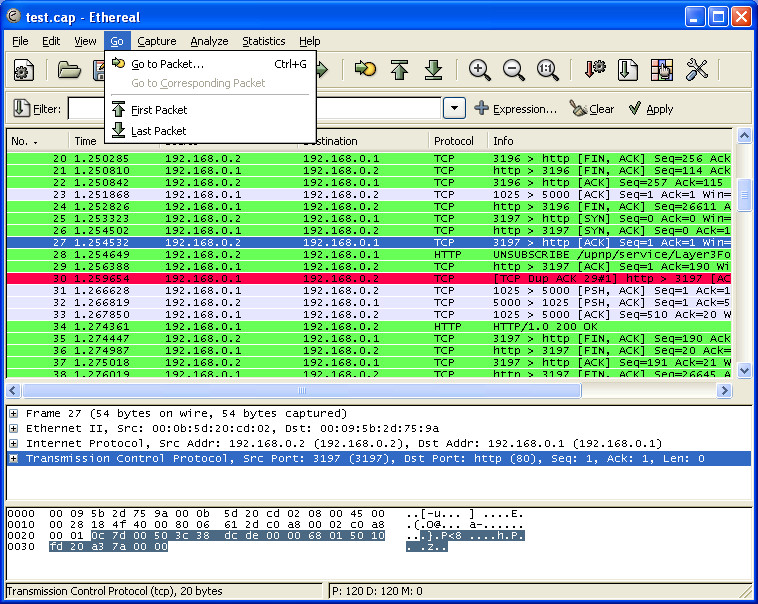 test.cap - Ethereal
File Edit View Go Capture Analyze Statistics Help
Go to Packet... Ctrl+G
Go to Corresponding Packet
First Packet
Last Packet
Filter: Expression... Clear Apply
No. Time Destination Protocol Info
20 1.250285 192.168.0.2 192.168.0.1 TCP 3196 > http [FIN, ACK] Seq=256 Ack
21 1.250810 192.168.0.1 192.168.0.2 TCP http > 3196 [FIN, ACK] Seq=114 Ack
22 1.250842 192.168.0.2 192.168.0.1 TCP 3196 > http [ACK] Seq=257 Ack=115
23 1.251868 192.168.0.1 192.168.0.2 TCP 1025 > 5000 [ACK] Seq=1 Ack=1 Win=
24 1.252826 192.168.0.1 192.168.0.2 TCP http > 3196 [FIN, ACK] Seq=26611 A
25 1.253323 192.168.0.2 192.168.0.1 TCP 3197 > http [SYN] Seq=0 Ack=0 Win=
26 1.254502 192.168.0.1 192.168.0.2 TCP http > 3197 [SYN, ACK] Seq=0 Ack=1
27 1.254532 192.168.0.2 192.168.0.1 TCP 3197 > http [ACK] Seq=1 Ack=1 Win=
28 1.254649 192.168.0.2 192.168.0.1 HTTP UNSUBSCRIBE /upnp/service/Layer3Fo
29 1.256388 192.168.0.1 192.168.0.2 TCP http > 3197 [ACK] Seq=1 Ack=190 Wi
30 1.259654 192.168.0.1 192.168.0.2 TCP [TCP Dup ACK 29#1] http > 3197 [AC
31 1.266628 192.168.0.1 192.168.0.2 TCP 1025 > 5000 [PSH, ACK] Seq=1 Ack=1
32 1.266819 192.168.0.2 192.168.0.1 TCP 5000 > 1025 [PSH, ACK] Seq=1 Ack=5
33 1.267850 192.168.0.1 192.168.0.2 TCP 1025 > 5000 [ACK] Seq=510 Ack=20 W
34 1.274361 192.168.0.1 192.168.0.2 HTTP HTTP/1.0 200 OK
35 1.274447 192.168.0.2 192.168.0.1 TCP 3197 > http [FIN, ACK] Seq=190 Ack
36 1.274987 192.168.0.1 192.168.0.2 TCP http > 3197 [FIN, ACK] Seq=20 Ack=
37 1.275018 192.168.0.2 192.168.0.1 TCP 3197 > http [ACK] Seq=191 Ack=21 W
38 1.276019 192.168.0.1 192.168.0.2 TCP http > 3196 [FIN, ACK] Seq=26645 A
Frame 27 (54 bytes on wire, 54 bytes captured)
Ethernet II, Src: 00:0b:5d:20:cd:02, Dst: 00:09:5b:2d:75:9a
Internet Protocol, Src Addr: 192.168.0.2 (192.168.0.2), Dst Addr: 192.168.0.1 (192.168.0.1)
Transmission Control Protocol, Src Port: 3197 (3197), Dst Port: http (80), Seq: 1, Ack: 1, Len: 0
0000 00 09 5b 2d 75 9a 00 0b 5d 20 cd 02 08 00 45 00 ..[-u... ] ....E.
0010 00 28 18 4f 40 00 80 06 61 2d c0 a8 00 02 c0 a8 .(.O@... a-......
0020 00 01 0c 7d 00 50 3c 38 dc de 00 00 68 01 50 10 ...}.P<8 ....h.P.
0030 fd 20 a3 7a 00 00 . .z..
Transmission Control Protocol (tcp), 20 bytes P: 120 D: 120 M: 0